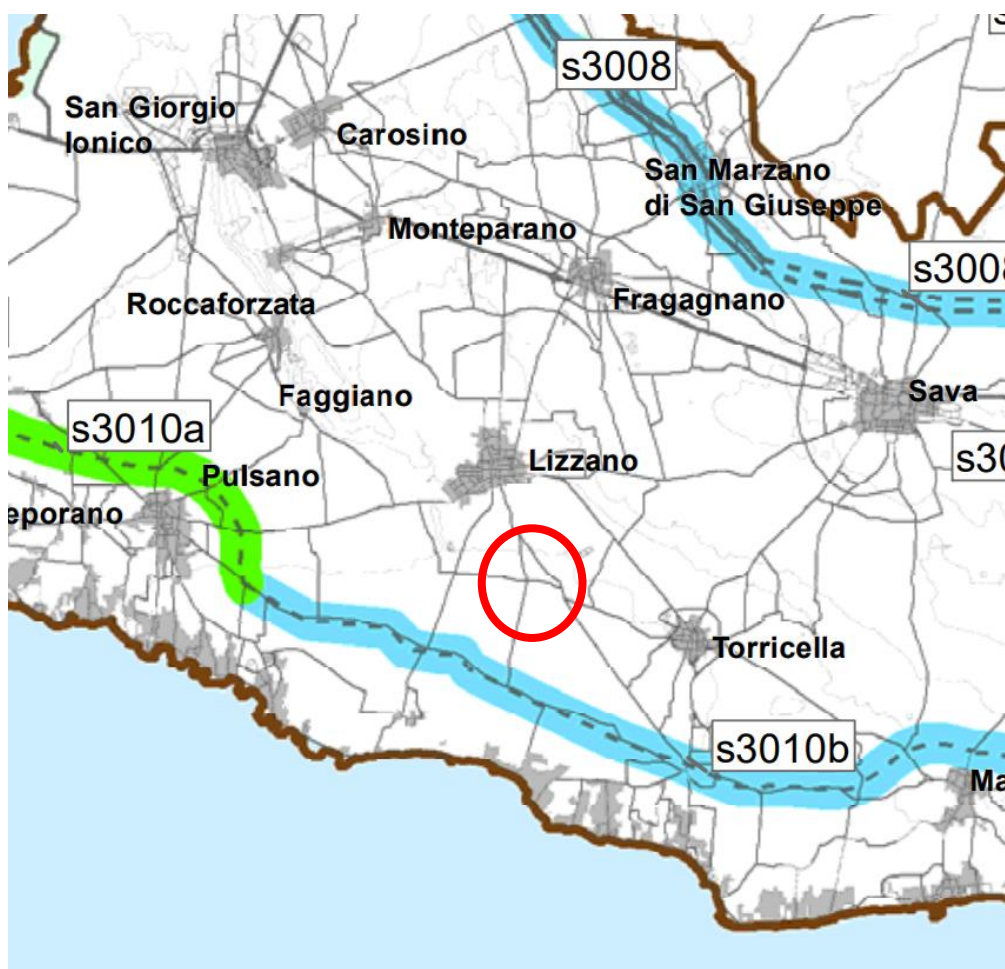 s3008
San Giorgio
Ionico
Carosino
San Marzano
di San Giuseppe
Monteparano
s3008
Fragagnano
Roccaforzata
Sava
Faggiano
s3010a
Lizzano
Pulsano
eporano
Torricella
s3010b
Ma